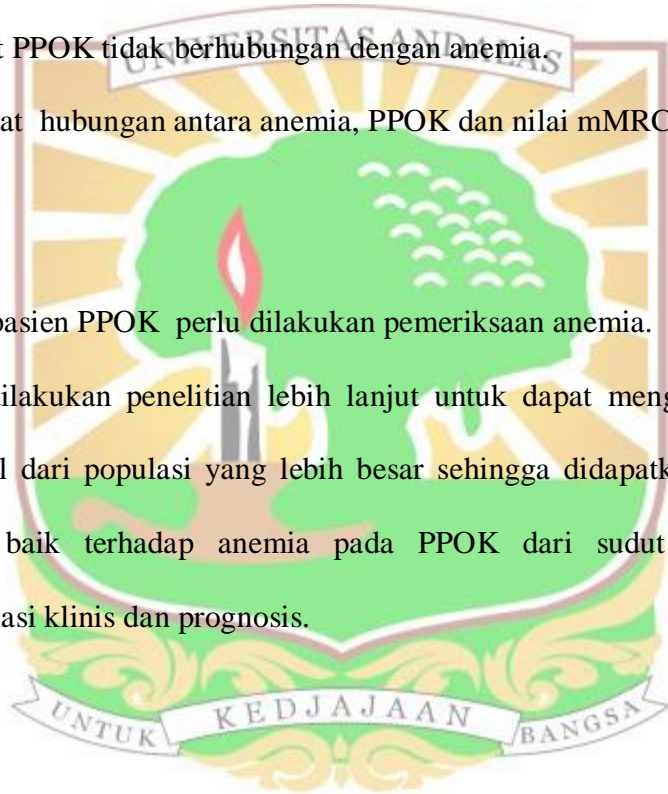 t PPOK tidak berhubungan dengan anemia.
UNIVERSITAS ANDALAS
at hubungan antara anemia, PPOK dan nilai mMRC
pasien PPOK perlu dilakukan pemeriksaan anemia.
ilakukan penelitian lebih lanjut untuk dapat meng
l dari populasi yang lebih besar sehingga didapatk
baik terhadap anemia pada PPOK dari sudut
asi klinis dan prognosis.
UNTUK KEDJAJAAN BANGSA